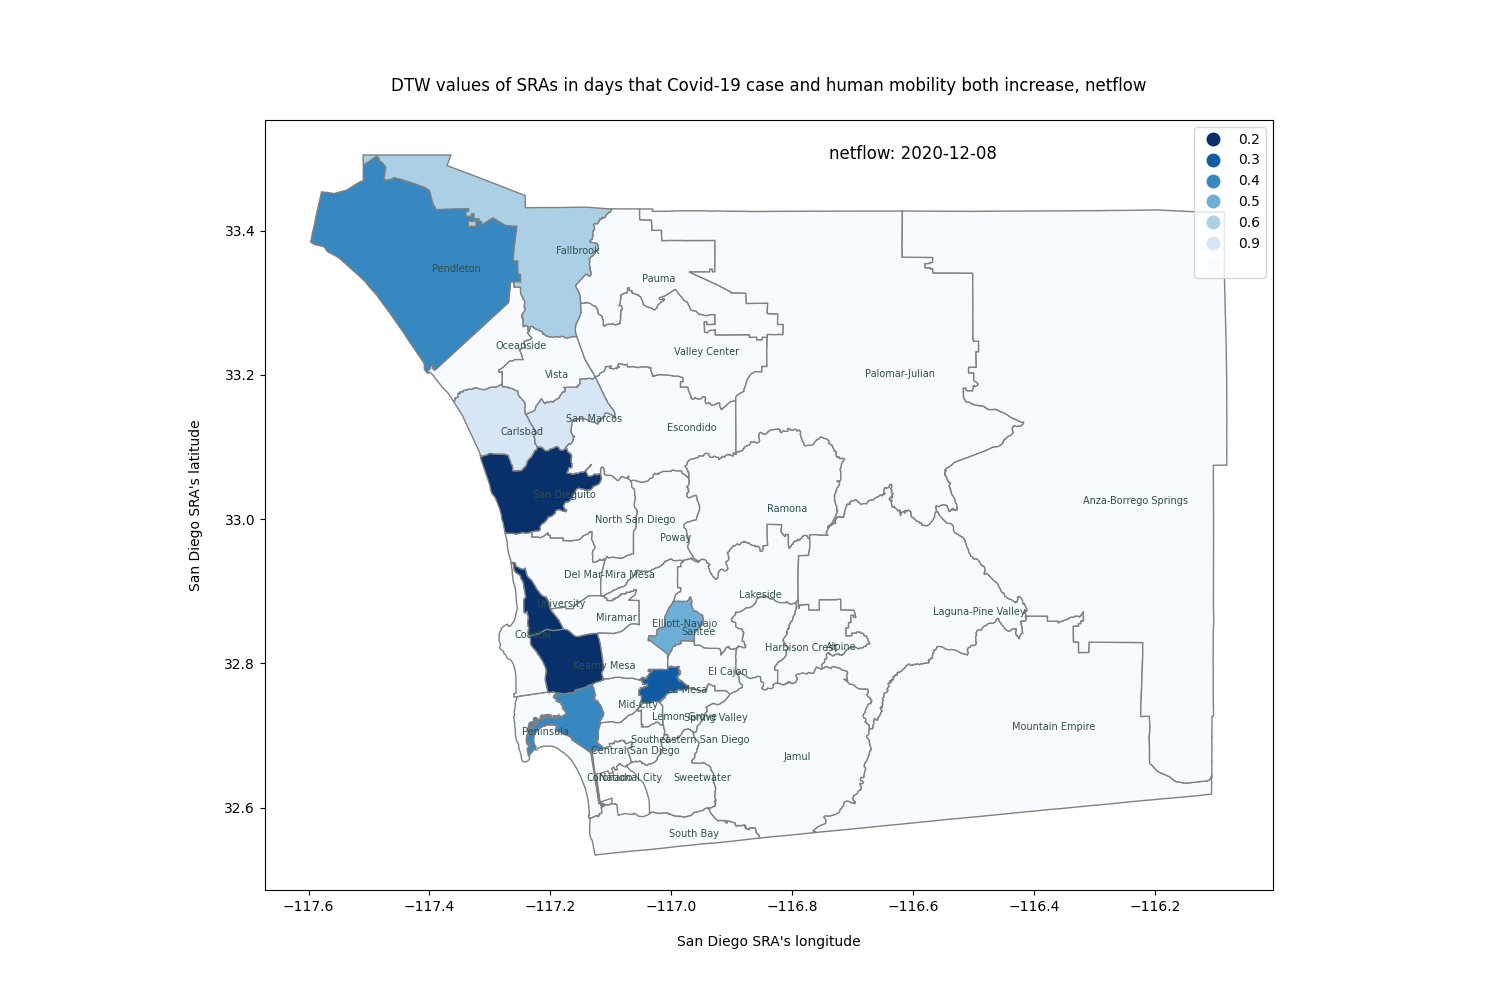 DTW values of SRAs in days that Covid-19 case and human mobility both increase, netflow
netflow: 2020-12-08
0.2
0.3
0.4
0.5
0.6
0.9
33.4
33.2
33.0
32.8
32.6
San Diego SRA's latitude
Fallbrook
Pendleton
Pauma
Oceanside
Valley Center
Vista
Palomar-Julian
San Marcos
Carlsbad
Escondido
San Dieguito
Anza-Borrego Springs
Ramona
North San Diego
Poway
Del Mar-Mira Mesa
Lakeside
University
Miramar
Laguna-Pine Valley
Elliott-Navajo
Santee
Coastal
Harbison Crest
Alpine
Kearny Mesa
El Cajon
La Mesa
Mid-City
Lemon Grove
Spring Valley
Mountain Empire
Peninsula
Southeastern San Diego
Central San Diego
Jamul
Coronado
National City
Sweetwater
South Bay
−117.6
−117.4
−117.2
−117.0
−116.8
−116.6
−116.4
−116.2
San Diego SRA's longitude